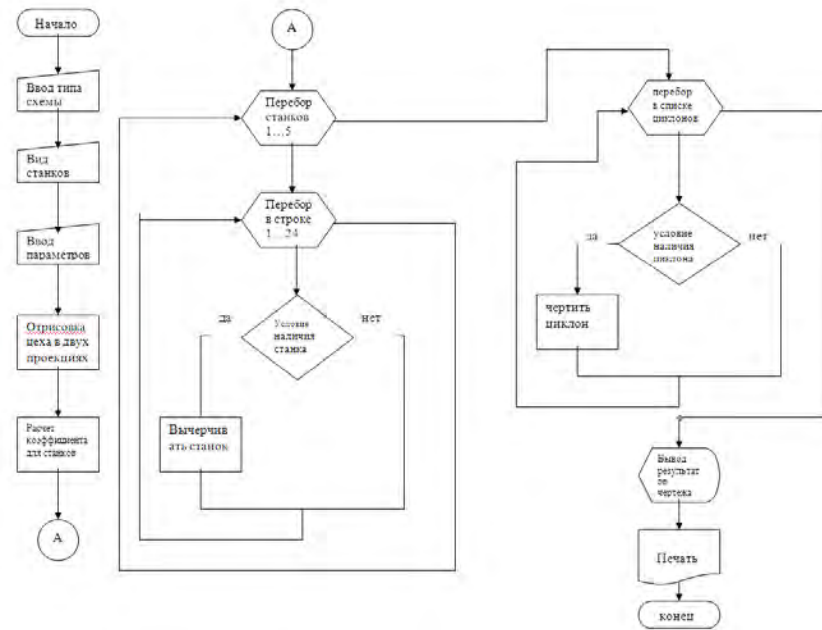 Начало
Ввод типа
схемы
Вид
станков
Ввод
параметров
Отрисовка
цеха в двух
проекциях
Расчет
коэффициента
для станков
А
А
Перебор
станков
1…5
Перебор
в строке
1…24
да
Условие
наличия
станка
нет
Вычерчив
ать станок
перебор
в списке
циклонов
да
условие
наличия
циклона
нет
чертить
циклон
Вывод
результат
ов
чертежа
Печать
конец